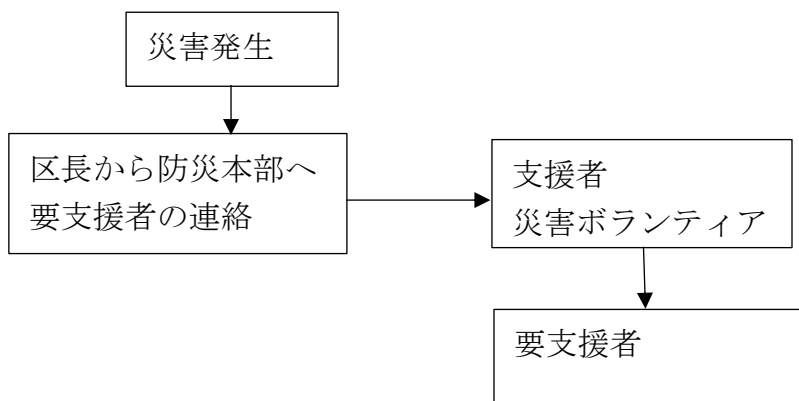 災害発生
区長から防災本部へ
要支援者の連絡
支援者
災害ボランティア
要支援者